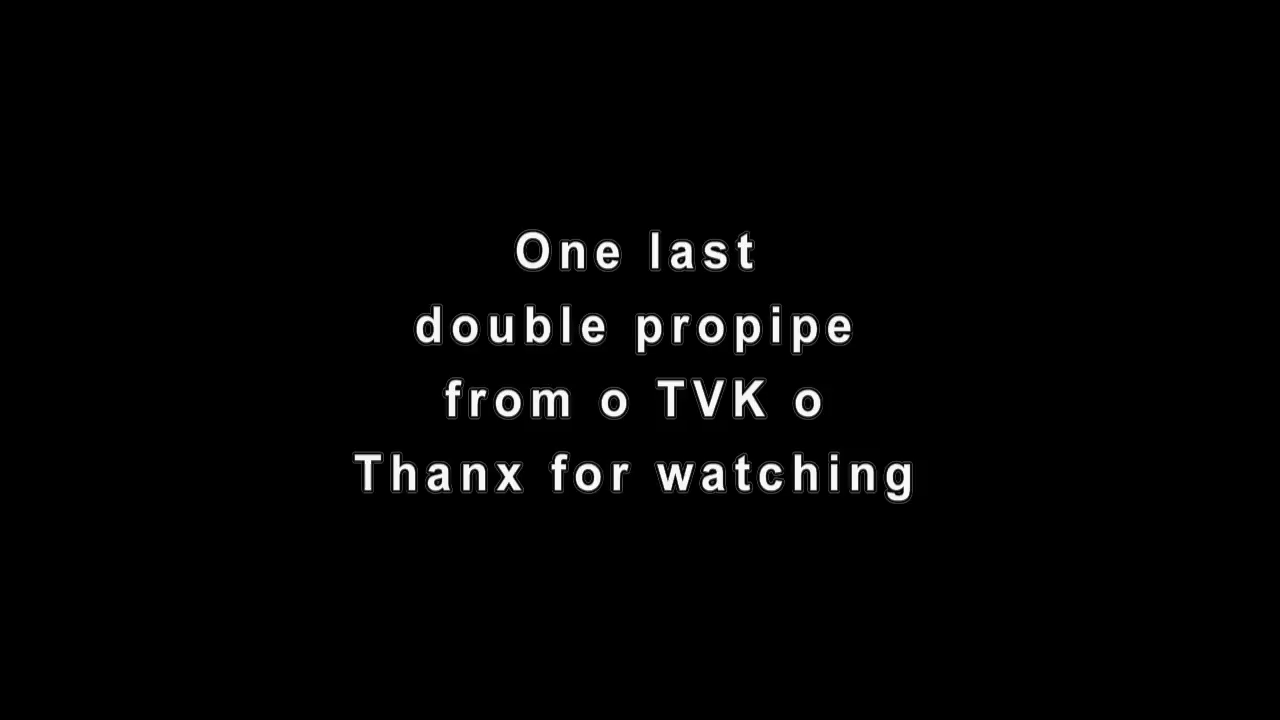 One last
double propipe
from o TVK o
Thanx for watching